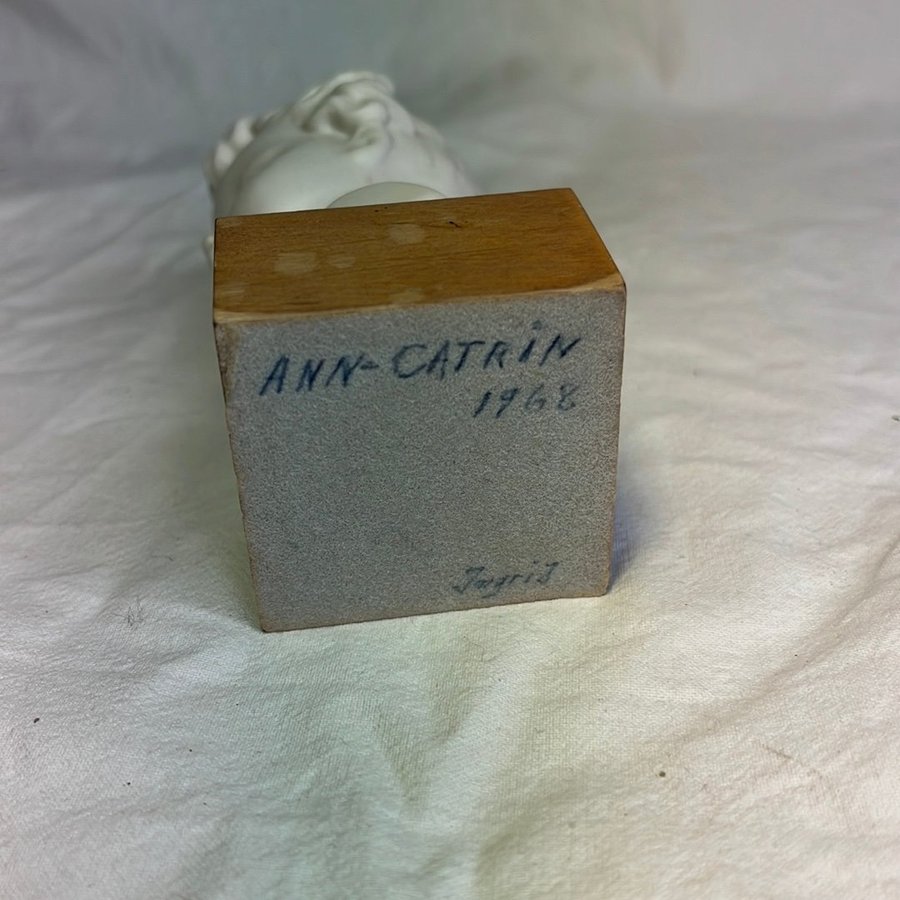 ANN-CATRiN
1968
Ingrid